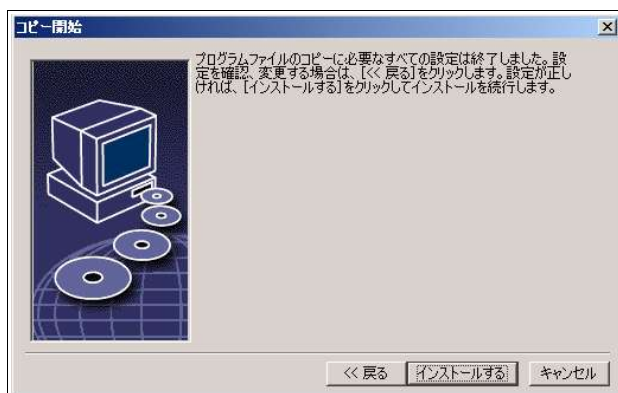 コピー開始
プログラムファイルのコピーに必要なすべての設定は終了しました。設
定を確認、変更する場合は、[<< 戻る]をクリックします。設定が正し
ければ、[インストールする]をクリックしてインストールを続行します。
<< 戻る
インストールする
キャンセル